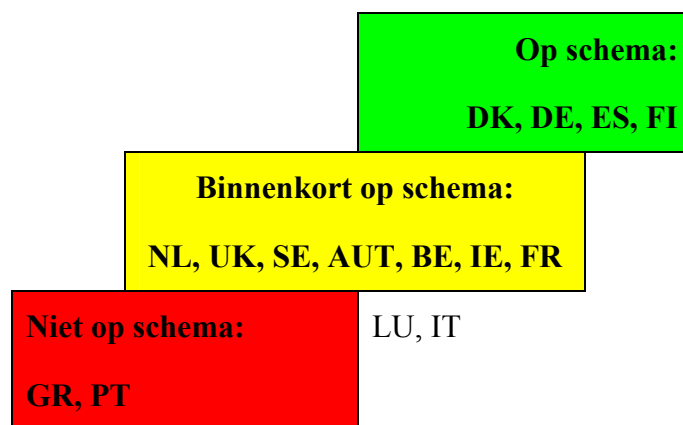 Op schema:
DK, DE, ES, FI
Binnenkort op schema:
NL, UK, SE, AUT, BE, IE, FR
Niet op schema:
LU, IT
GR, PT